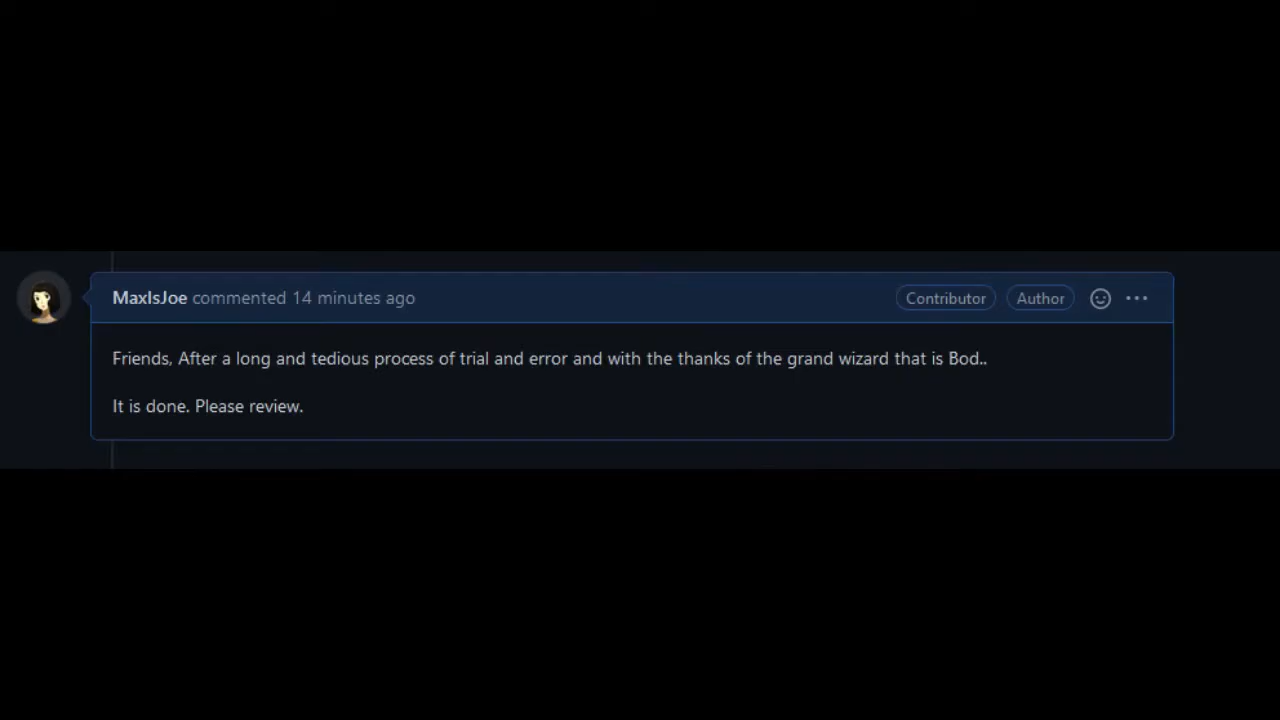 MaxIsJoe commented 14 minutes ago Contributor Author
Friends, After a long and tedious process of trial and error and with the thanks of the grand wizard that is Bod..
It is done. Please review.